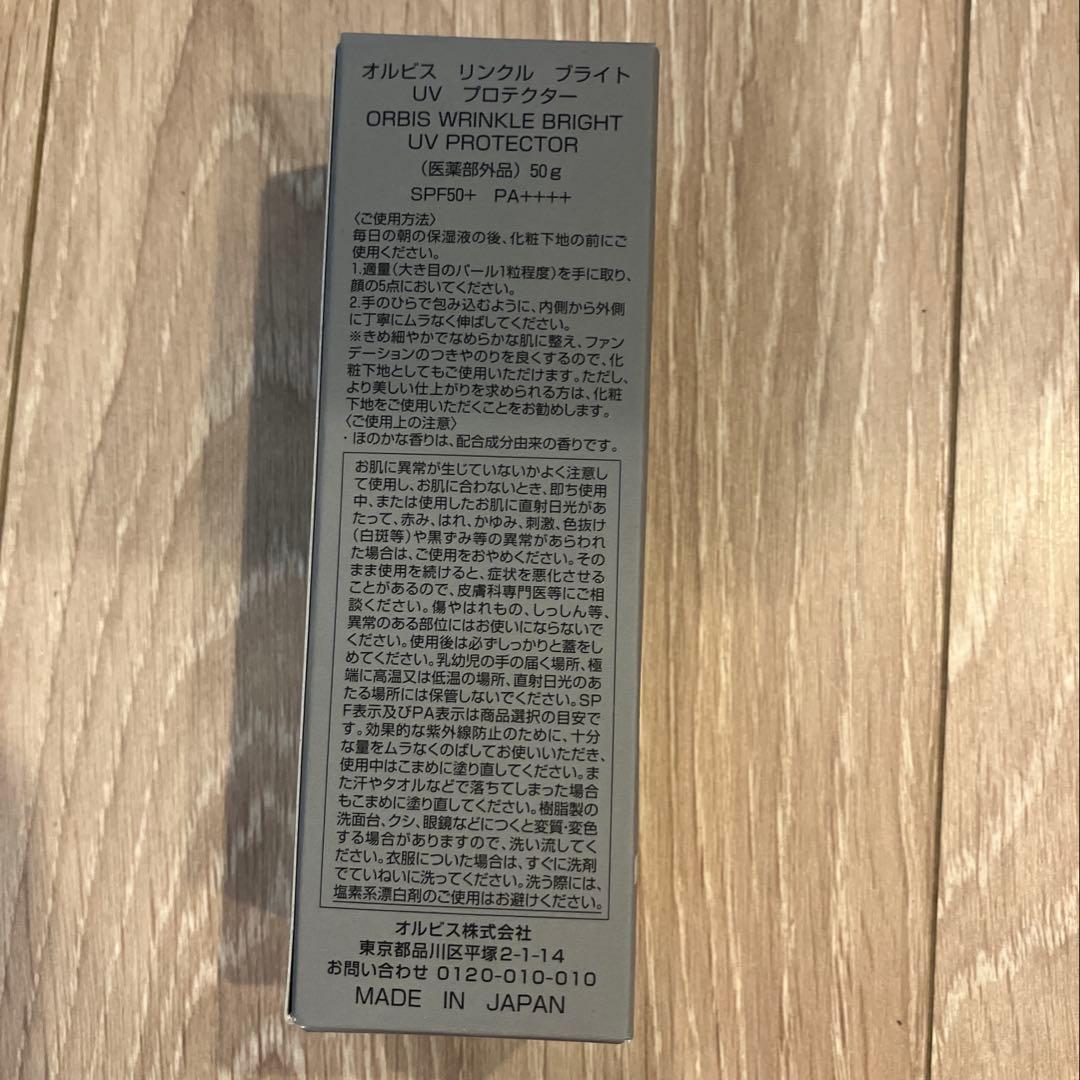 オルビス リンクル ブライト
UV プロテクター
ORBIS WRINKLE BRIGHT
UV PROTECTOR
（医薬部外品）50g
SPF50+ PA++++
〈ご使用方法〉
毎日の朝の保湿液の後、化粧下地の前にご
使用ください。
1.適量（大き目のパール1粒程度）を手に取り、
顔の5点においてください。
2.手のひらで包み込むように、内側から外側
に丁寧にムラなく伸ばしてください。
※きめ細やかでなめらかな肌に整え、ファン
デーションのつきやのりを良くするので、化
粧下地としてもご使用いただけます。ただし、
より美しい仕上がりを求められる方は、化粧
下地をご使用いただくことをお勧めします。
〈ご使用上の注意〉
・ほのかな香りは、配合成分由来の香りです。
お肌に異常が生じていないかよく注意し
て使用し、お肌に合わないとき、即ち使用
中、または使用したお肌に直射日光があ
たって、赤み、はれ、かゆみ、刺激、色抜け
（白斑等）や黒ずみ等の異常があらわれ
た場合は、ご使用をおやめください。その
まま使用を続けると、症状を悪化させる
ことがあるので、皮膚科専門医等にご相
談ください。傷やはれもの、しっしん等、
異常のある部位にはお使いにならないで
ください。使用後は必ずしっかりと蓋をし
めてください。乳幼児の手の届く場所、極
端に高温又は低温の場所、直射日光のあ
たる場所には保管しないでください。SP
F表示及びPA表示は商品選択の目安で
す。効果的な紫外線防止のために、十分
な量をムラなくのばしてお使いいただき、
使用中はこまめに塗り直してください。ま
た汗やタオルなどで落ちてしまった場合
もこまめに塗り直してください。樹脂製の
洗面台、クシ、眼鏡などにつくと変質・変色
する場合がありますので、洗い流してく
ださい。衣服についた場合は、すぐに洗剤
でていねいに洗ってください。洗う際には、
塩素系漂白剤のご使用はお避けください。
オルビス株式会社
東京都品川区平塚2-1-14
お問い合わせ 0120-010-010
MADE IN JAPAN